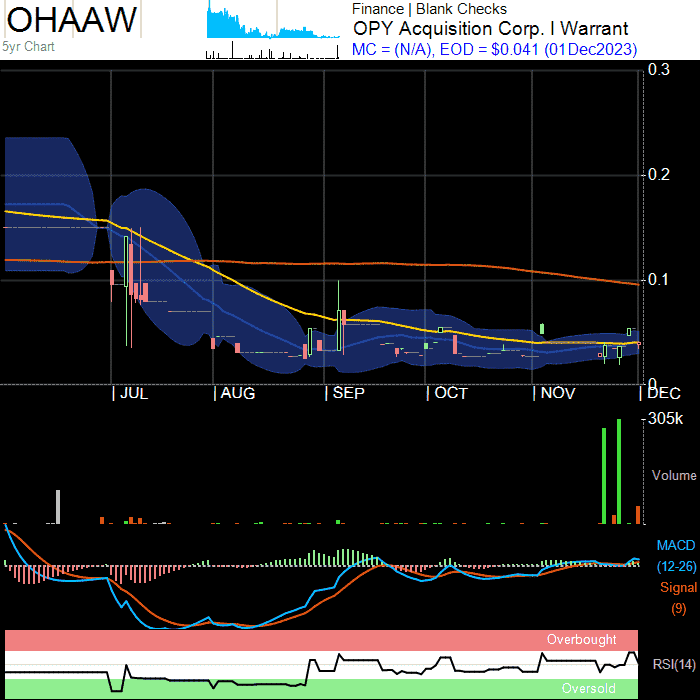 OHAAW
5yr Chart
Finance | Blank Checks
OPY Acquisition Corp. I Warrant
MC = (N/A), EOD = $0.041 (01Dec2023)
0.3
0.2
0.1
0
| JUL | AUG | SEP | OCT | NOV | DEC
305k
Volume
MACD
(12-26)
Signal
(9)
Overbought
RSI(14)
Oversold